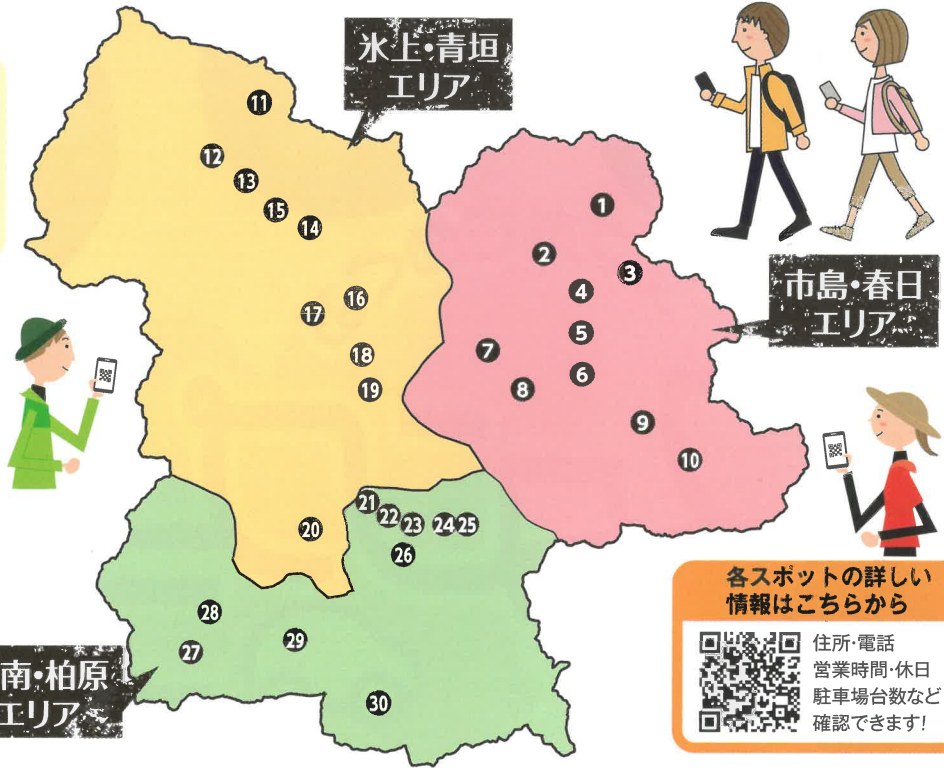 氷上・青垣
エリア
11
12
13
15
14
16
17
18
19
20
1
2
3
4
5
6
7
8
9
10
市島・春日
エリア
21
22
23
24
25
26
28
27
29
30
南・柏原
エリア
各スポットの詳しい
情報はこちらから
住所・電話
営業時間・休日
駐車場台数など
確認できます!